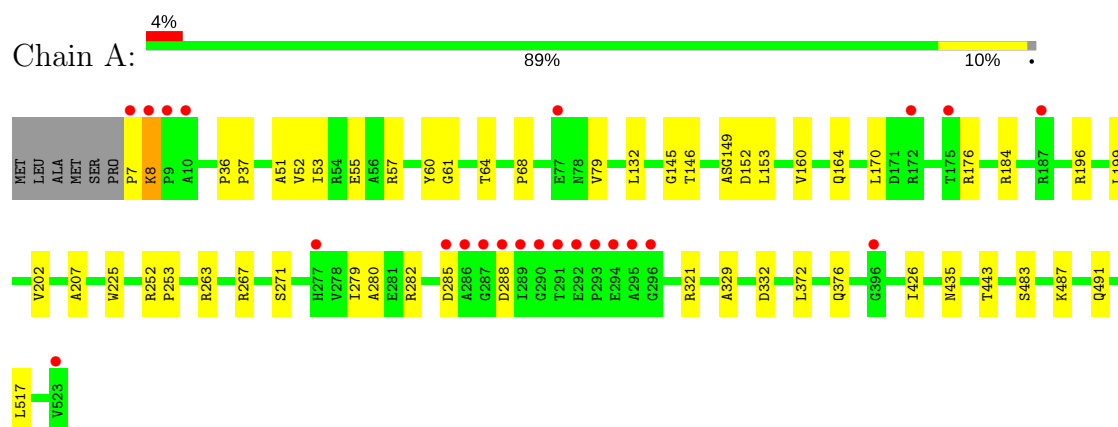 4%
Chain A:
89% 10% •
MET LEU ALA MET SER PRO P7 K8 P9 A10 P36 P37 A51 V52 I53 R54 E55 A56 R57 Y60 G61 T64 P68 E77 N78 V79 L132 G145 T146 ASG149 D152 L153 V160 Q164 L170 D171 R172 T175 R176 R184 R187 R196 L199
V202 A207 W225 R252 P253 R263 R267 S271 H277 V278 I279 A280 E281 R282 D285 A286 G287 D288 I289 G290 T291 E292 P293 E294 A295 G296 R321 A329 D332 L372 Q376 G396 I426 N435 T443 S483 K487 Q491
L517 V523